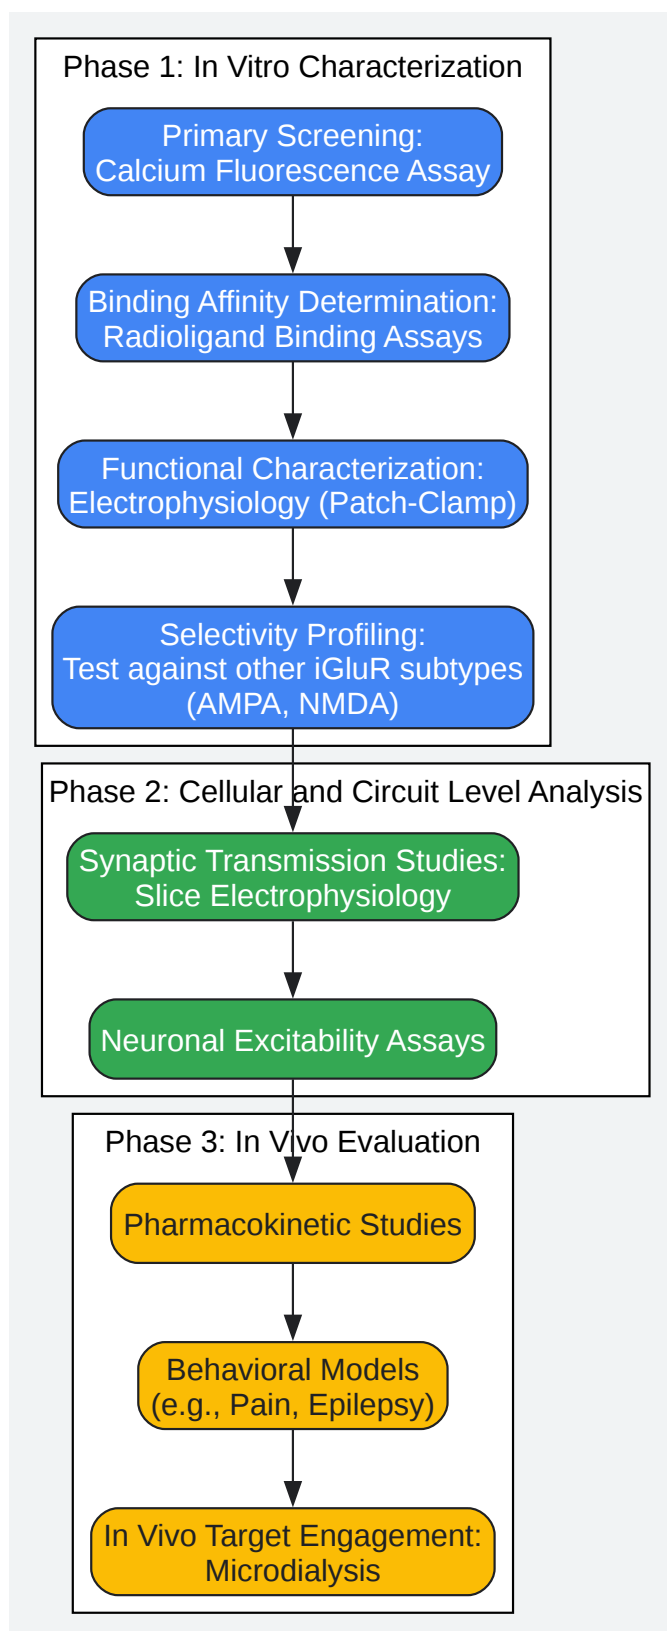 Phase 1: In Vitro Characterization
Primary Screening:
Calcium Fluorescence Assay
Binding Affinity Determination:
Radioligand Binding Assays
Functional Characterization:
Electrophysiology (Patch-Clamp)
Selectivity Profiling:
Test against other iGluR subtypes
(AMPA, NMDA)
Phase 2: Cellular and Circuit Level Analysis
Synaptic Transmission Studies:
Slice Electrophysiology
Neuronal Excitability Assays
Phase 3: In Vivo Evaluation
Pharmacokinetic Studies
Behavioral Models
(e.g., Pain, Epilepsy)
In Vivo Target Engagement:
Microdialysis